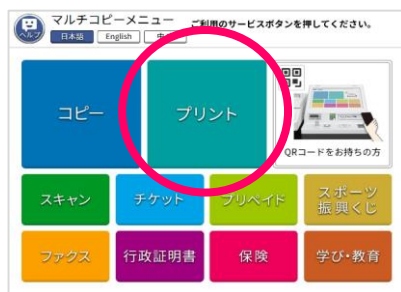 ヘルプ
マルチコピーメニュー
ご利用のサービスボタンを押してください。
日本語 English 中
コピー
プリント
QRコードをお持ちの方
スキャン
チケット
プリペイド
スポーツ
振興くじ
ファクス
行政証明書
保険
学び・教育